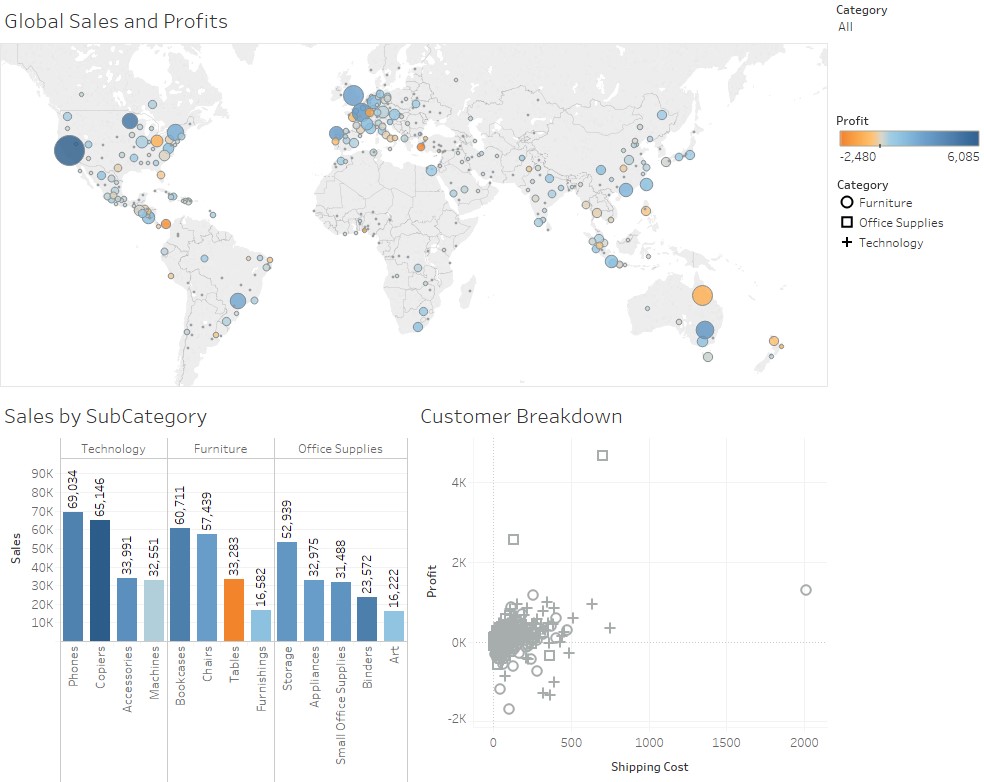 Global Sales and Profits
Category
All
Profit
-2,480 6,085
Category
Furniture
Office Supplies
Technology
Sales by SubCategory
Technology Furniture Office Supplies
Sales
90K
80K
70K
60K
50K
40K
30K
20K
10K
69,034
65,146
33,991
32,551
60,711
57,439
33,283
16,582
52,939
32,975
31,488
23,572
16,222
Phones
Copiers
Accessories
Machines
Bookcases
Chairs
Tables
Furnishings
Storage
Appliances
Small Office Supplies
Binders
Art
Customer Breakdown
Profit
4K
2K
0K
-2K
0 500 1000 1500 2000
Shipping Cost